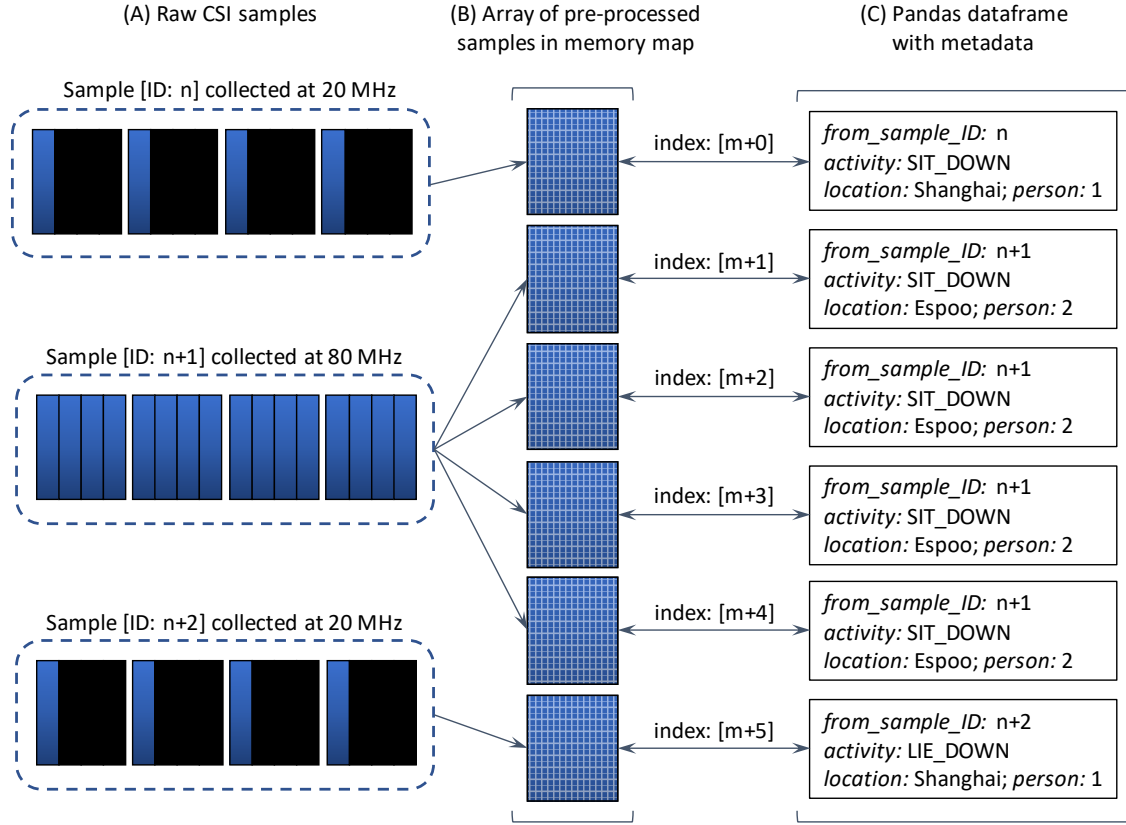 (A) Raw CSI samples
(B) Array of pre-processed
samples in memory map
(C) Pandas dataframe
with metadata
Sample [ID: n] collected at 20 MHz
index: [m+0]
from_sample_ID: n
activity: SIT_DOWN
location: Shanghai; person: 1
index: [m+1]
from_sample_ID: n+1
activity: SIT_DOWN
location: Espoo; person: 2
Sample [ID: n+1] collected at 80 MHz
index: [m+2]
from_sample_ID: n+1
activity: SIT_DOWN
location: Espoo; person: 2
index: [m+3]
from_sample_ID: n+1
activity: SIT_DOWN
location: Espoo; person: 2
index: [m+4]
from_sample_ID: n+1
activity: SIT_DOWN
location: Espoo; person: 2
Sample [ID: n+2] collected at 20 MHz
index: [m+5]
from_sample_ID: n+2
activity: LIE_DOWN
location: Shanghai; person: 1